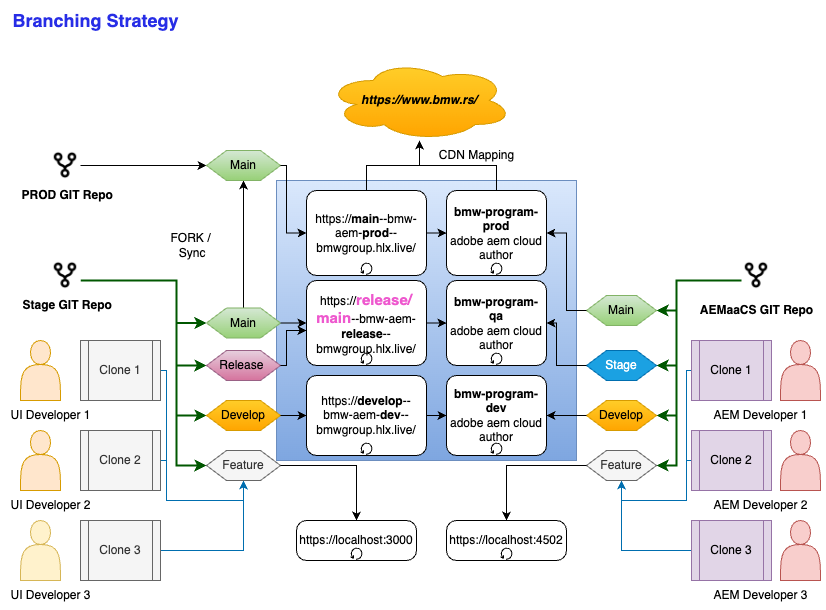 Branching Strategy
https://www.bmw.rs/
CDN Mapping
PROD GIT Repo
Main
https://main--bmw-
aem-prod--
bmwgroup.hlx.live/
bmw-program-
prod
adobe aem cloud
author
FORK /
Sync
Stage GIT Repo
Main
https://release/
main--bmw-aem-
release--
bmwgroup.hlx.live/
bmw-program-
qa
adobe aem cloud
author
Main
AEMaaCS GIT Repo
Release
Stage
UI Developer 1
Clone 1
Develop
https://develop--
bmw-aem-dev--
bmwgroup.hlx.live/
bmw-program-
dev
adobe aem cloud
author
Develop
Clone 1
AEM Developer 1
UI Developer 2
Clone 2
Feature
Feature
Clone 2
AEM Developer 2
UI Developer 3
Clone 3
https://localhost:3000
https://localhost:4502
Clone 3
AEM Developer 3